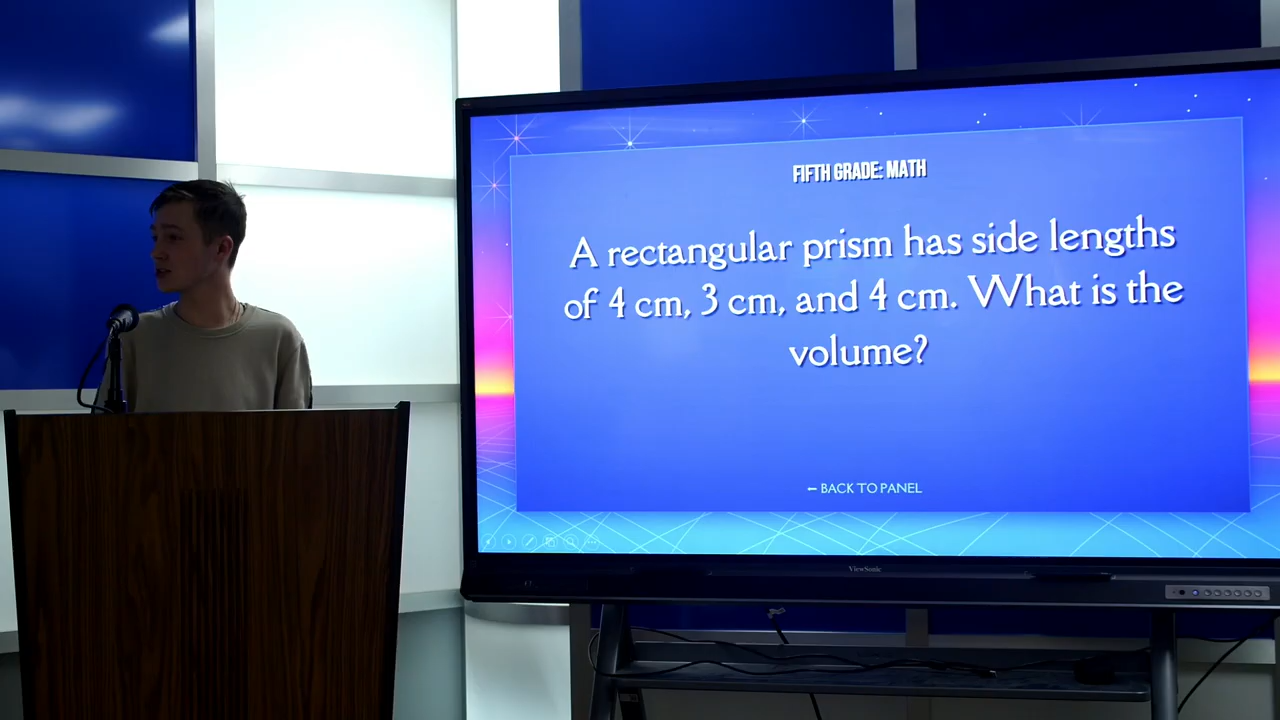 FIFTH GRADE: MATH
A rectangular prism has side lengths
of 4 cm, 3 cm, and 4 cm. What is the
volume?
– BACK TO PANEL
ViewSonic